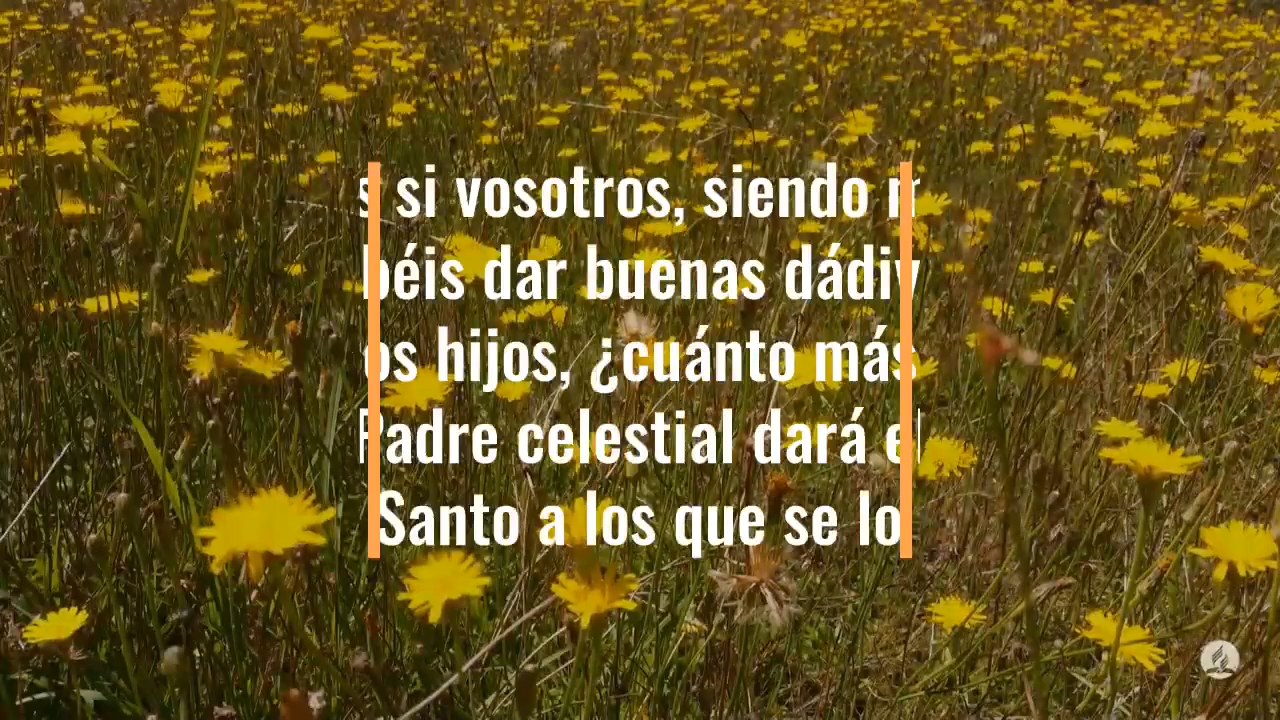 si vosotros, siendo
béis dar buenas dádiv
os hijos, ¿cuánto más
Padre celestial dará el
Santo a los que se lo